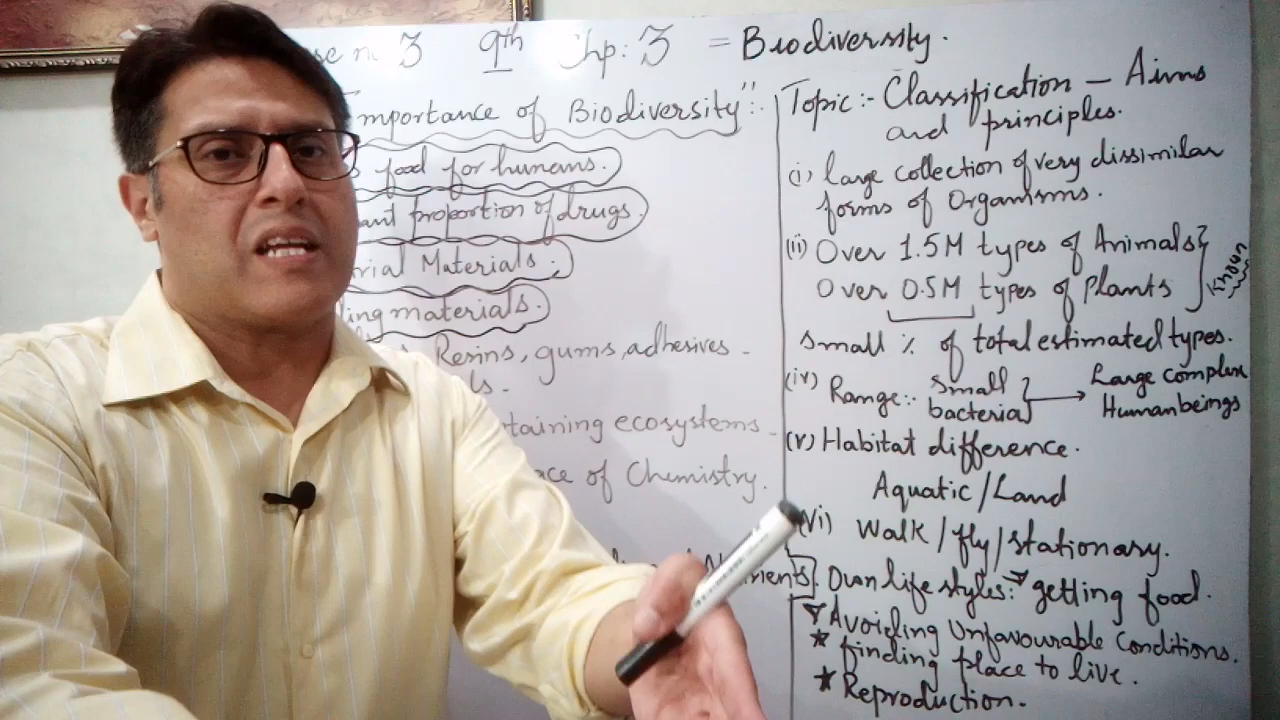 3 9th Chp: 3 = Biodiversity.
Importance of Biodiversity":-
food for humans.
proportion of drugs.
Materials.
materials.
Resins, gums, adhesives -
ecosystems -
of Chemistry.
Topic:- Classification - Aims
and principles.
(i) large collection of very dissimilar
forms of Organisms.
(ii) Over 1.5M types of Animals
Over 0.5M types of Plants
Known
Small % of total estimated types.
(iv) Range:- Small bacteria → Large complex
Human beings
(v) Habitat difference.
Aquatic/Land
(vi) Walk/fly/stationary.
Own life styles:- getting food.
Avoiding Unfavourable Conditions.
* finding place to live.
* Reproduction.